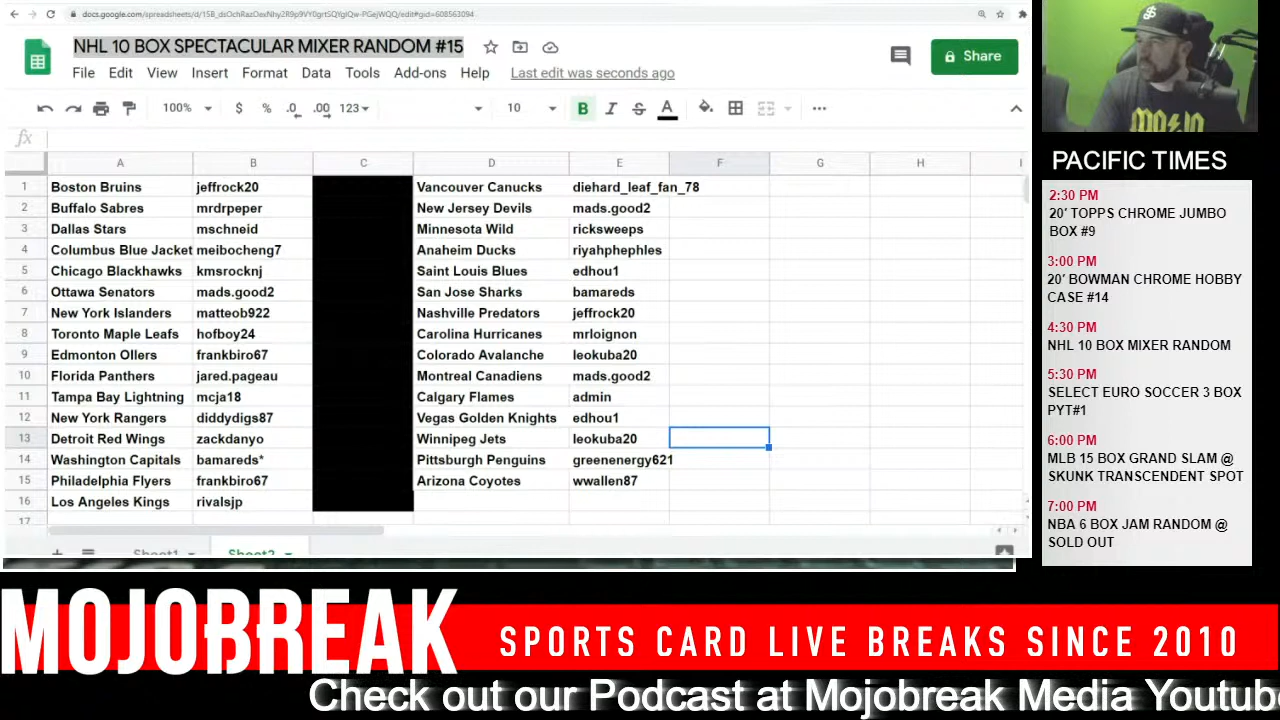 docs.google.com/spreadsheets/d/
NHL 10 BOX SPECTACULAR MIXER RANDOM #15
Share
File Edit View Insert Format Data Tools Add-ons Help Last edit was seconds ago
100% $ % .0 .00 123 10 B I S A
fx
A B C D E F G H I
1 Boston Bruins jeffrock20 Vancouver Canucks diehard_leaf_fan_78
2 Buffalo Sabres mrdrpeper New Jersey Devils mads.good2
3 Dallas Stars mschneid Minnesota Wild ricksweeps
4 Columbus Blue Jacket meibocheng7 Anaheim Ducks riyahphephles
5 Chicago Blackhawks kmsrocknj Saint Louis Blues edhou1
6 Ottawa Senators mads.good2 San Jose Sharks bamareds
7 New York Islanders matteob922 Nashville Predators jeffrock20
8 Toronto Maple Leafs hofboy24 Carolina Hurricanes mrloignon
9 Edmonton Ollers frankbiro67 Colorado Avalanche leokuba20
10 Florida Panthers jared.pageau Montreal Canadiens mads.good2
11 Tampa Bay Lightning mcja18 Calgary Flames admin
12 New York Rangers diddydigs87 Vegas Golden Knights edhou1
13 Detroit Red Wings zackdanyo Winnipeg Jets leokuba20
14 Washington Capitals bamareds* Pittsburgh Penguins greenenergy621
15 Philadelphia Flyers frankbiro67 Arizona Coyotes wwallen87
16 Los Angeles Kings rivalsjp
17
Sheet1 Sheet2
PACIFIC TIMES
2:30 PM
20' TOPPS CHROME JUMBO
BOX #9
3:00 PM
20' BOWMAN CHROME HOBBY
CASE #14
4:30 PM
NHL 10 BOX MIXER RANDOM
5:30 PM
SELECT EURO SOCCER 3 BOX
PYT#1
6:00 PM
MLB 15 BOX GRAND SLAM @
SKUNK TRANSCENDENT SPOT
7:00 PM
NBA 6 BOX JAM RANDOM @
SOLD OUT
MOJOBREAK
SPORTS CARD LIVE BREAKS SINCE 2010
Check out our Podcast at Mojobreak Media Youtub